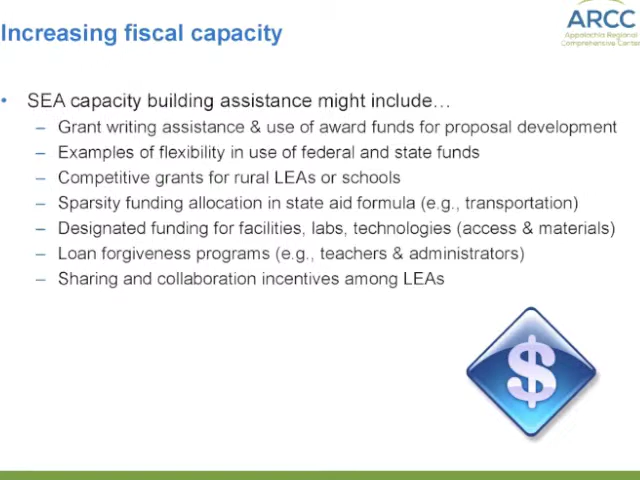 ARCC
Appalachia Regional
Comprehensive Center
Increasing fiscal capacity
• SEA capacity building assistance might include…
– Grant writing assistance & use of award funds for proposal development
– Examples of flexibility in use of federal and state funds
– Competitive grants for rural LEAs or schools
– Sparsity funding allocation in state aid formula (e.g., transportation)
– Designated funding for facilities, labs, technologies (access & materials)
– Loan forgiveness programs (e.g., teachers & administrators)
– Sharing and collaboration incentives among LEAs
$